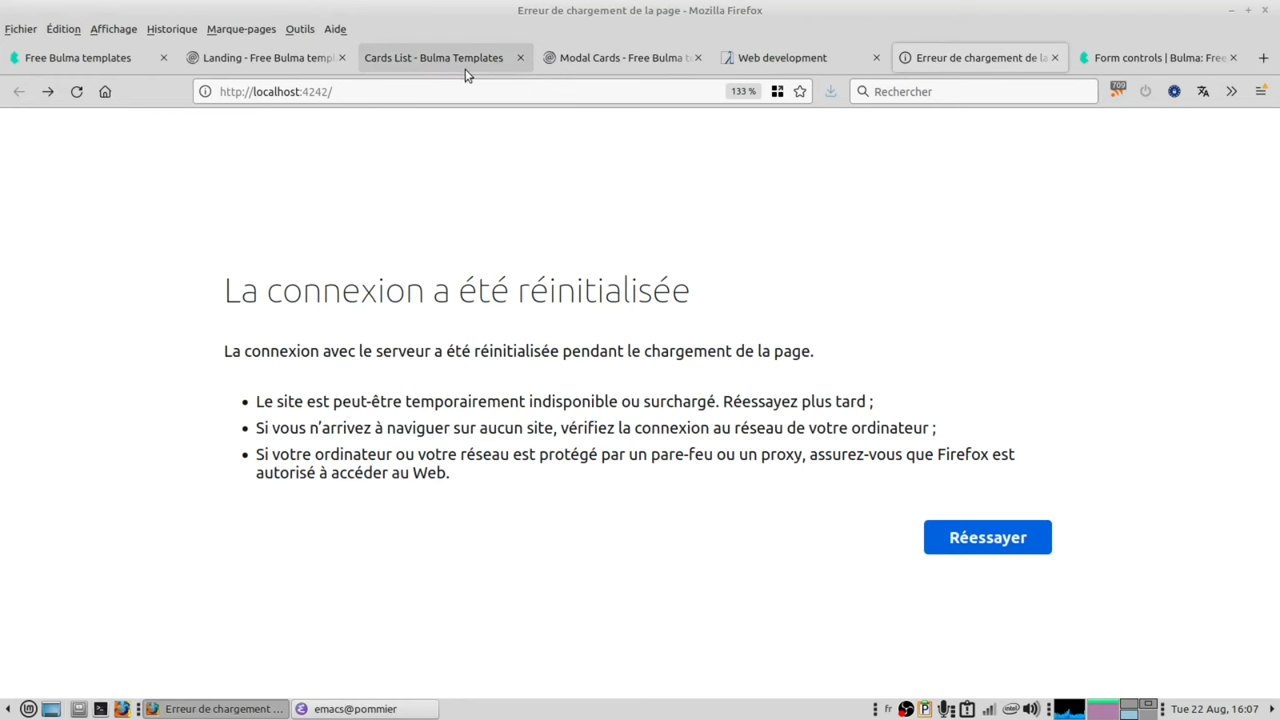 Erreur de chargement de la page - Mozilla Firefox
Fichier Édition Affichage Historique Marque-pages Outils Aide
Free Bulma templates Landing - Free Bulma templ Cards List - Bulma Templates Modal Cards - Free Bulma te Web development Erreur de chargement de la Form controls | Bulma: Free
http://localhost:4242/ 133 % Rechercher 709
La connexion a été réinitialisée
La connexion avec le serveur a été réinitialisée pendant le chargement de la page.
• Le site est peut-être temporairement indisponible ou surchargé. Réessayez plus tard ;
• Si vous n’arrivez à naviguer sur aucun site, vérifiez la connexion au réseau de votre ordinateur ;
• Si votre ordinateur ou votre réseau est protégé par un pare-feu ou un proxy, assurez-vous que Firefox est
autorisé à accéder au Web.
Réessayer
Erreur de chargement ... emacs@pommier fr Tue 22 Aug, 16:07